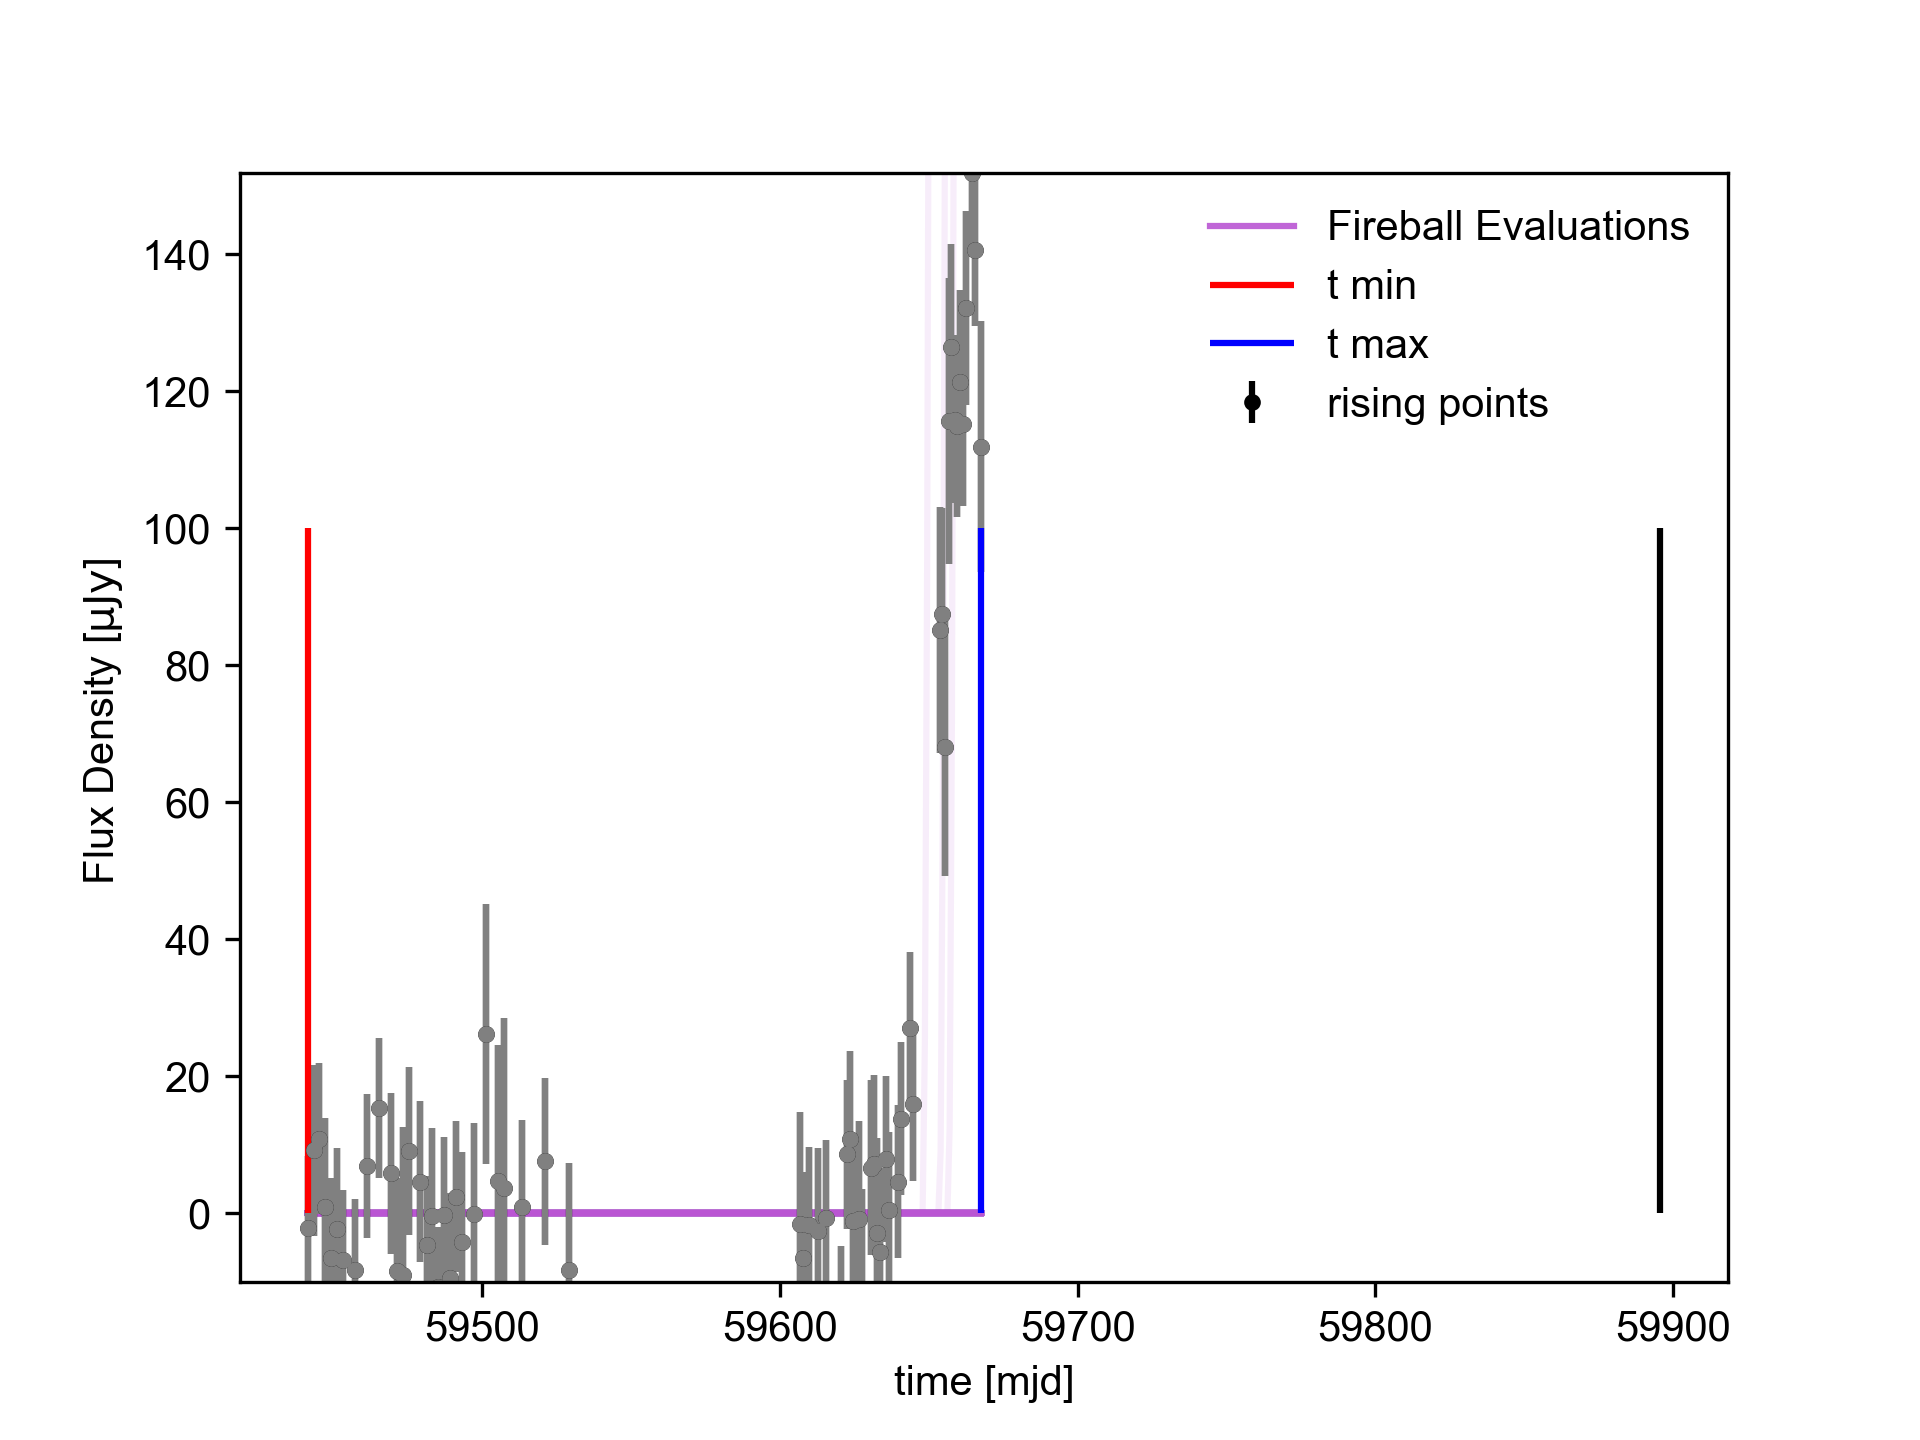 Fireball Evaluations
t min
t max
rising points
140
120
100
80
60
40
20
0
Flux Density [µJy]
59500 59600 59700 59800 59900
time [mjd]